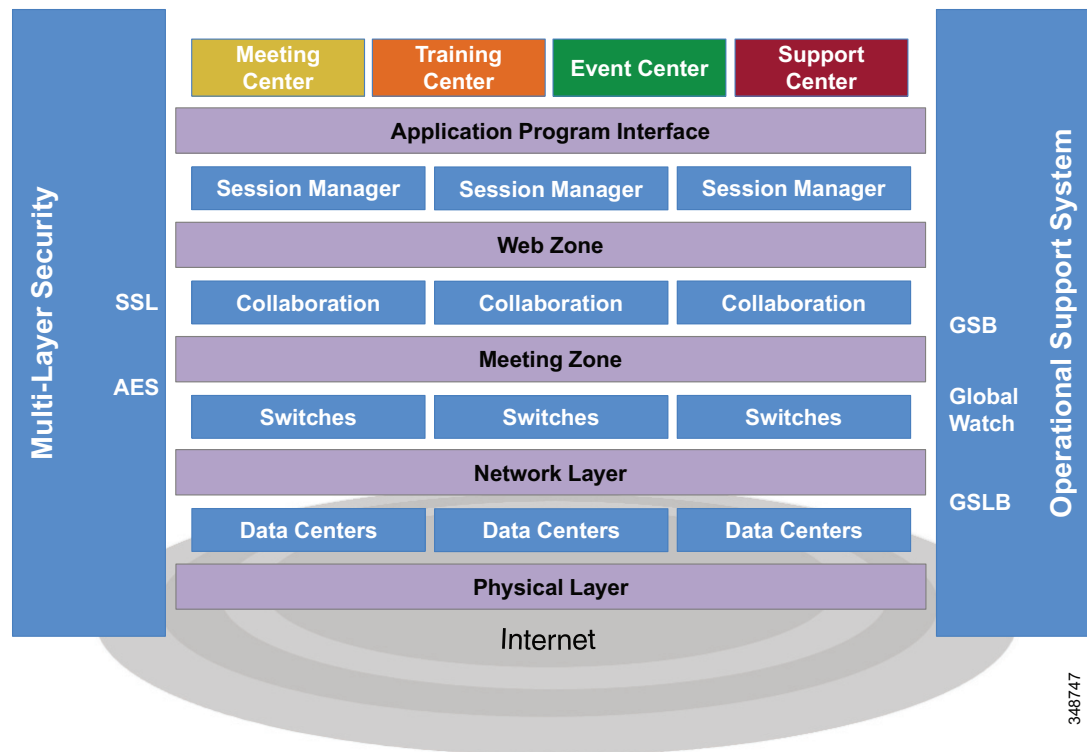 Meeting
Center
Training
Center
Event Center
Support
Center
Application Program Interface
Session Manager
Session Manager
Session Manager
Web Zone
Collaboration
Collaboration
Collaboration
Meeting Zone
Switches
Switches
Switches
Network Layer
Data Centers
Data Centers
Data Centers
Physical Layer
Internet
Multi-Layer Security
SSL
AES
GSB
Global
Watch
GSLB
Operational Support System
348747